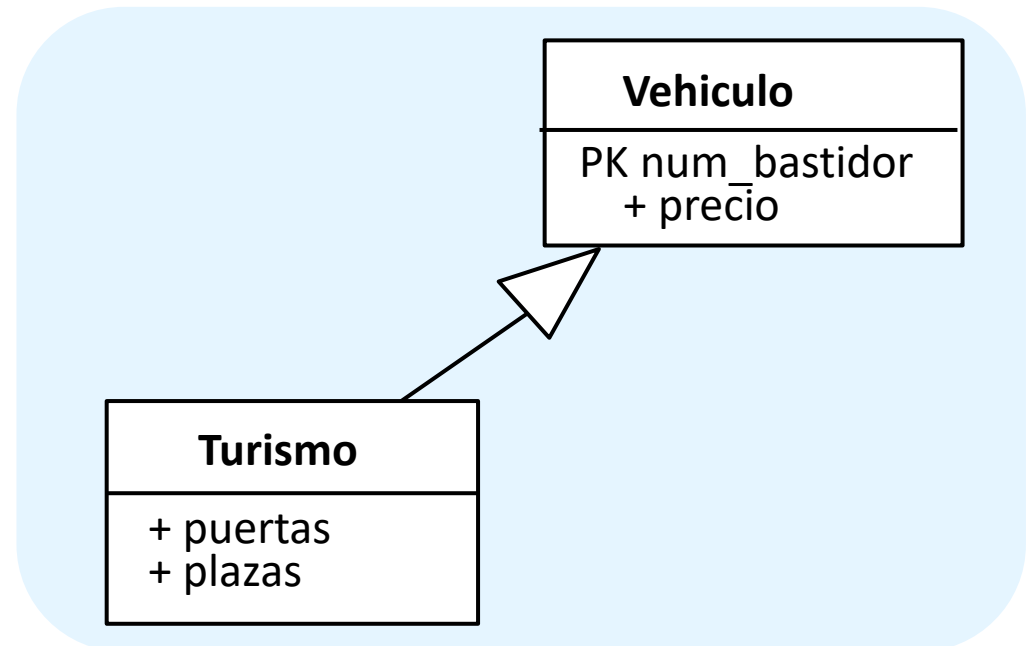 Vehiculo
PK num_bastidor
+ precio
Turismo
+ puertas
+ plazas